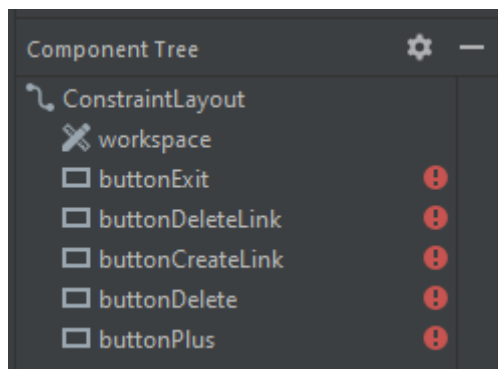 Component Tree
ConstraintLayout
workspace
buttonExit
buttonDeleteLink
buttonCreateLink
buttonDelete
buttonPlus